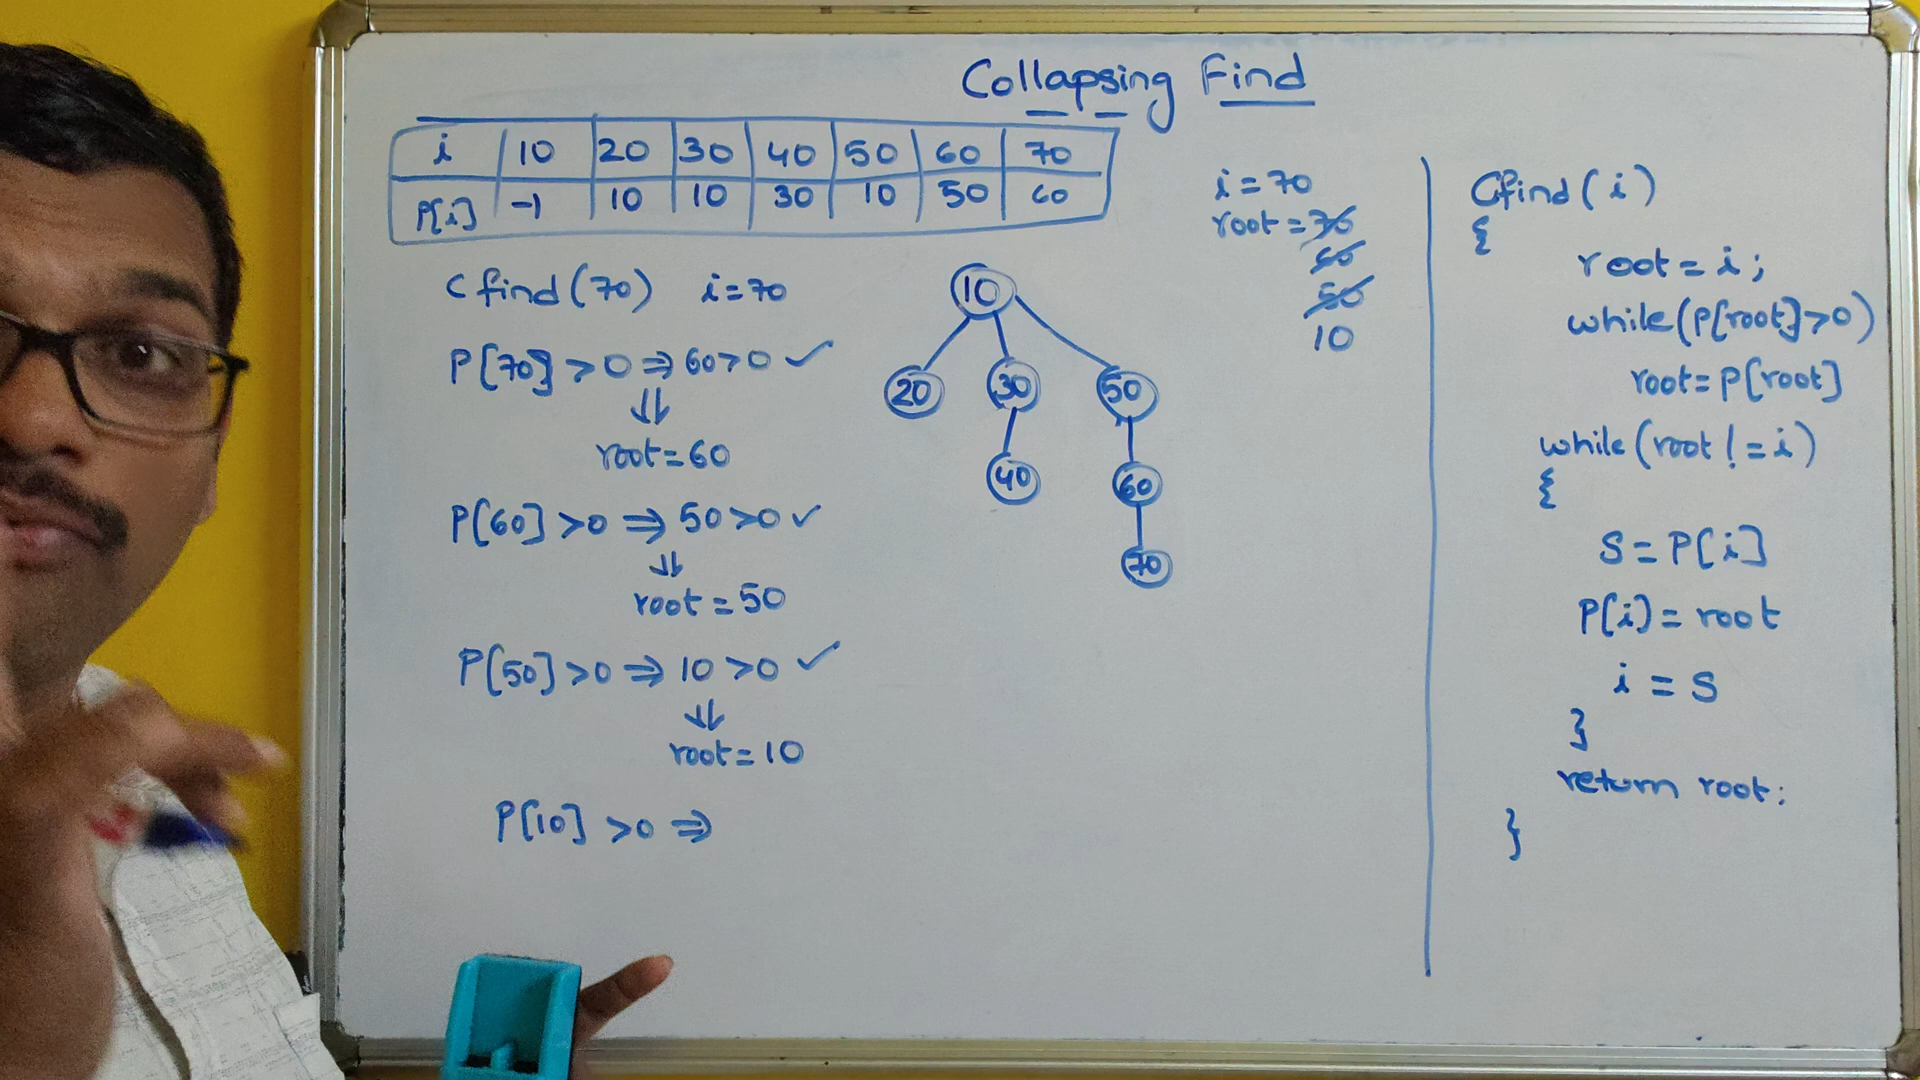 Collapsing Find
i 10 20 30 40 50 60 70
P[i] -1 10 10 30 10 50 60
Cfind(70) i=70
P[70]>0 ⇒ 60>0 ✓
⇓
root=60
P[60]>0 ⇒ 50>0 ✓
⇓
root=50
P[50]>0 ⇒ 10>0 ✓
⇓
root=10
P[10]>0 ⇒
10
20 30 50
40 60
70
i=70
root=70
60
50
10
Cfind(i)
{
root=i;
while(P[root]>0)
root=P[root]
while(root!=i)
{
S=P[i]
P[i]=root
i=S
}
return root;
}